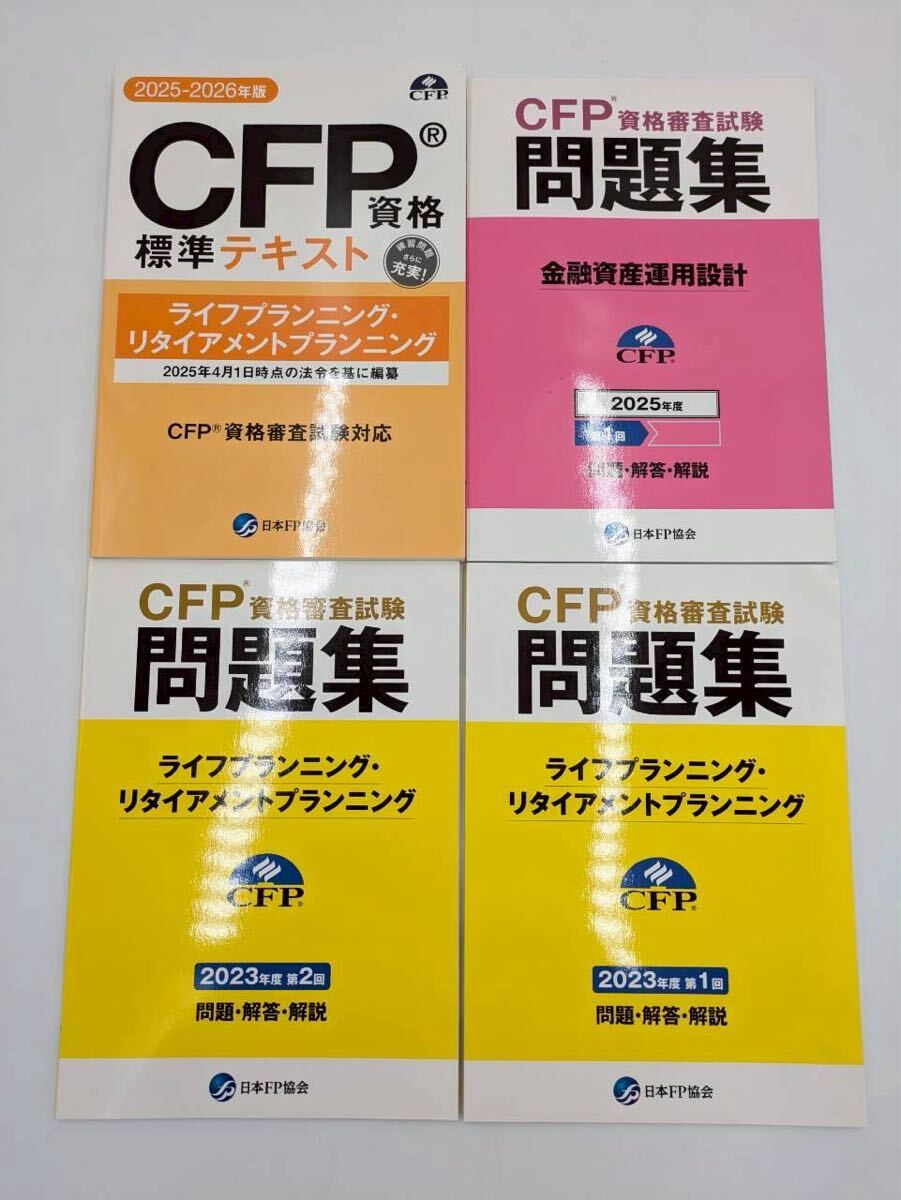 2025-2026年版
CFP
CFP®
資格
標準テキスト
練習問題
さらに
充実!
ライフプランニング・
リタイアメントプランニング
2025年4月1日時点の法令を基に編纂
CFP®資格審査試験対応
日本FP協会
CFP®資格審査試験
問題集
金融資産運用設計
CFP®
2025年度
第1回
問題・解答・解説
日本FP協会
CFP®資格審査試験
問題集
ライフプランニング・
リタイアメントプランニング
CFP®
2023年度 第2回
問題・解答・解説
日本FP協会
CFP 資格審査試験
問題集
ライフプランニング・
リタイアメントプランニング
CFP®
2023年度 第1回
問題・解答・解説
日本FP協会